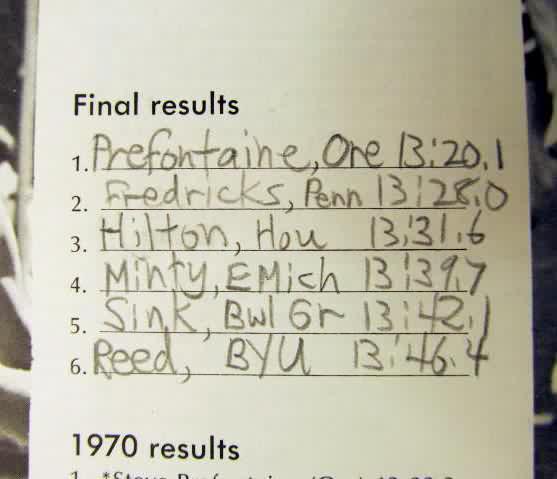 Final results
1. Prefontaine, Ore 13:20.1
2. Fredricks, Penn 13:28.0
3. Hilton, Hou 13:31.6
4. Minty, E Mich 13:39.7
5. Sink, Bwl Gr 13:42.1
6. Reed, BYU 13:46.4
1970 results